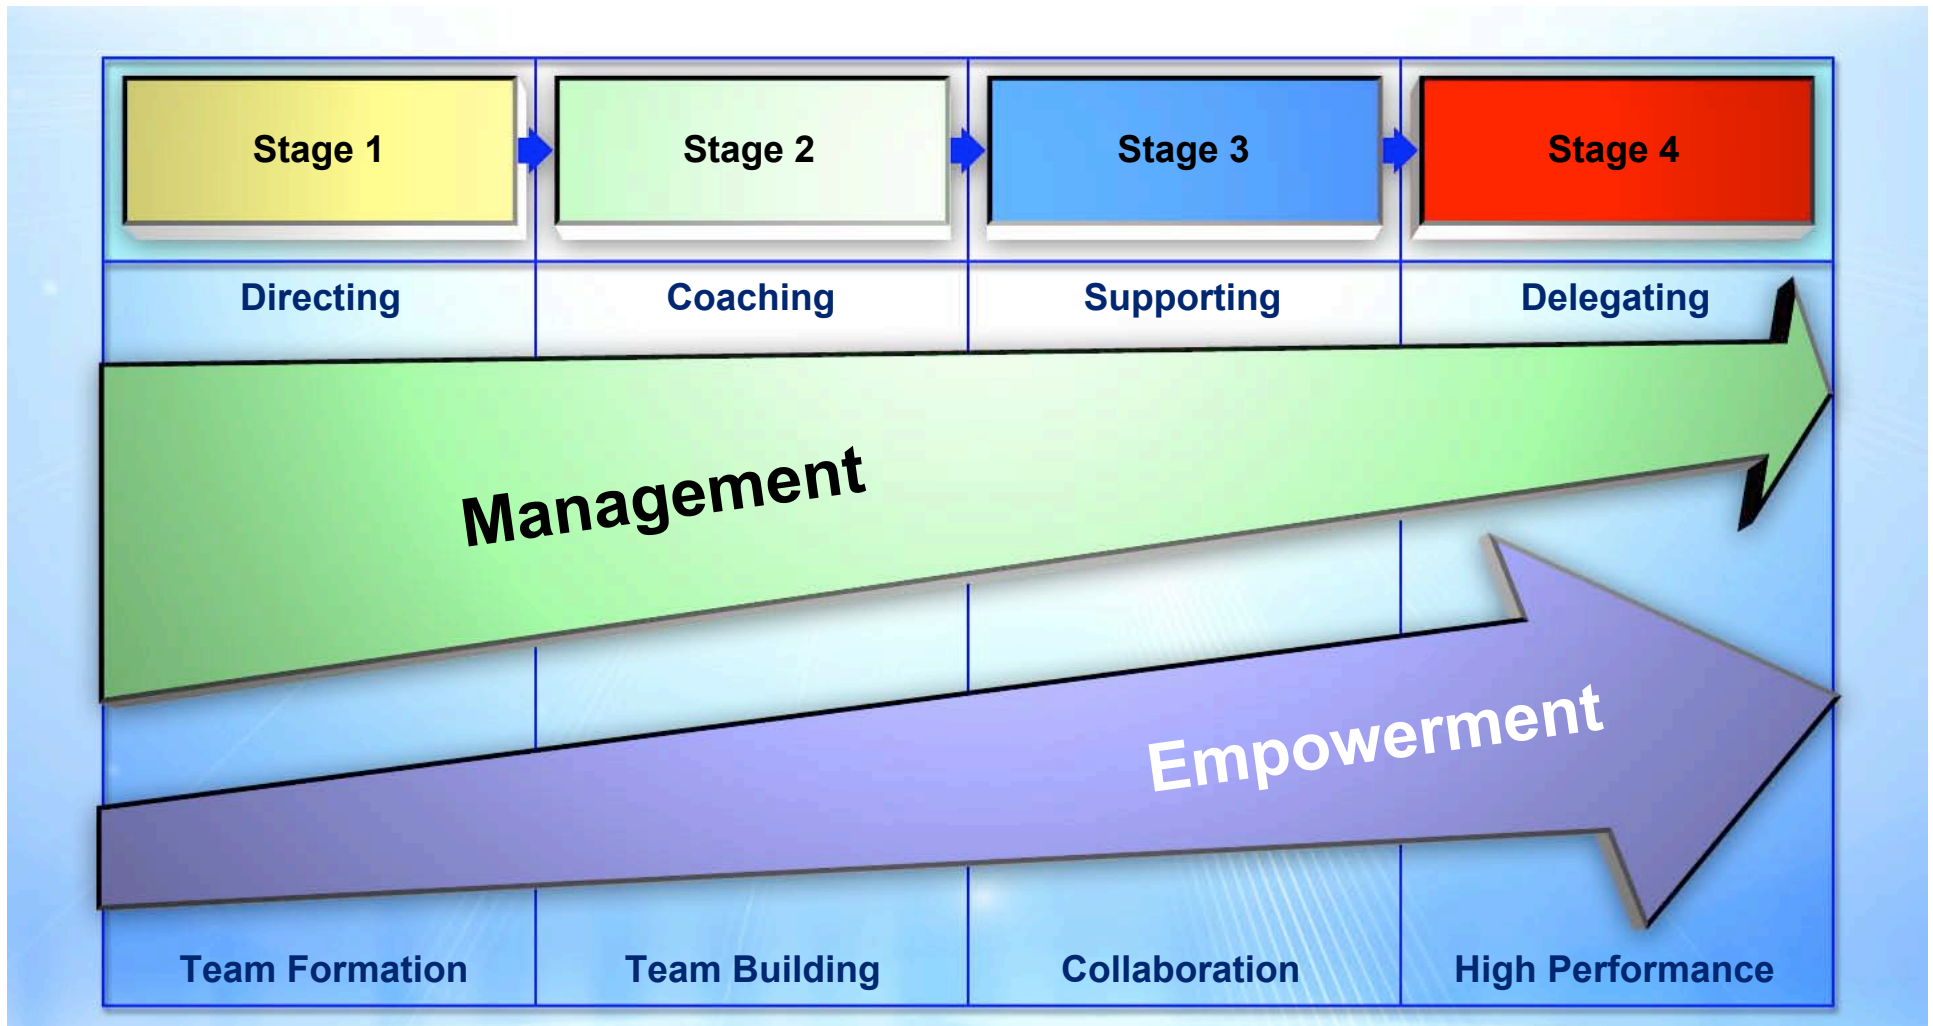 Stage 1
Stage 2
Stage 3
Stage 4
Directing
Coaching
Supporting
Delegating
Management
Empowerment
Team Formation
Team Building
Collaboration
High Performance